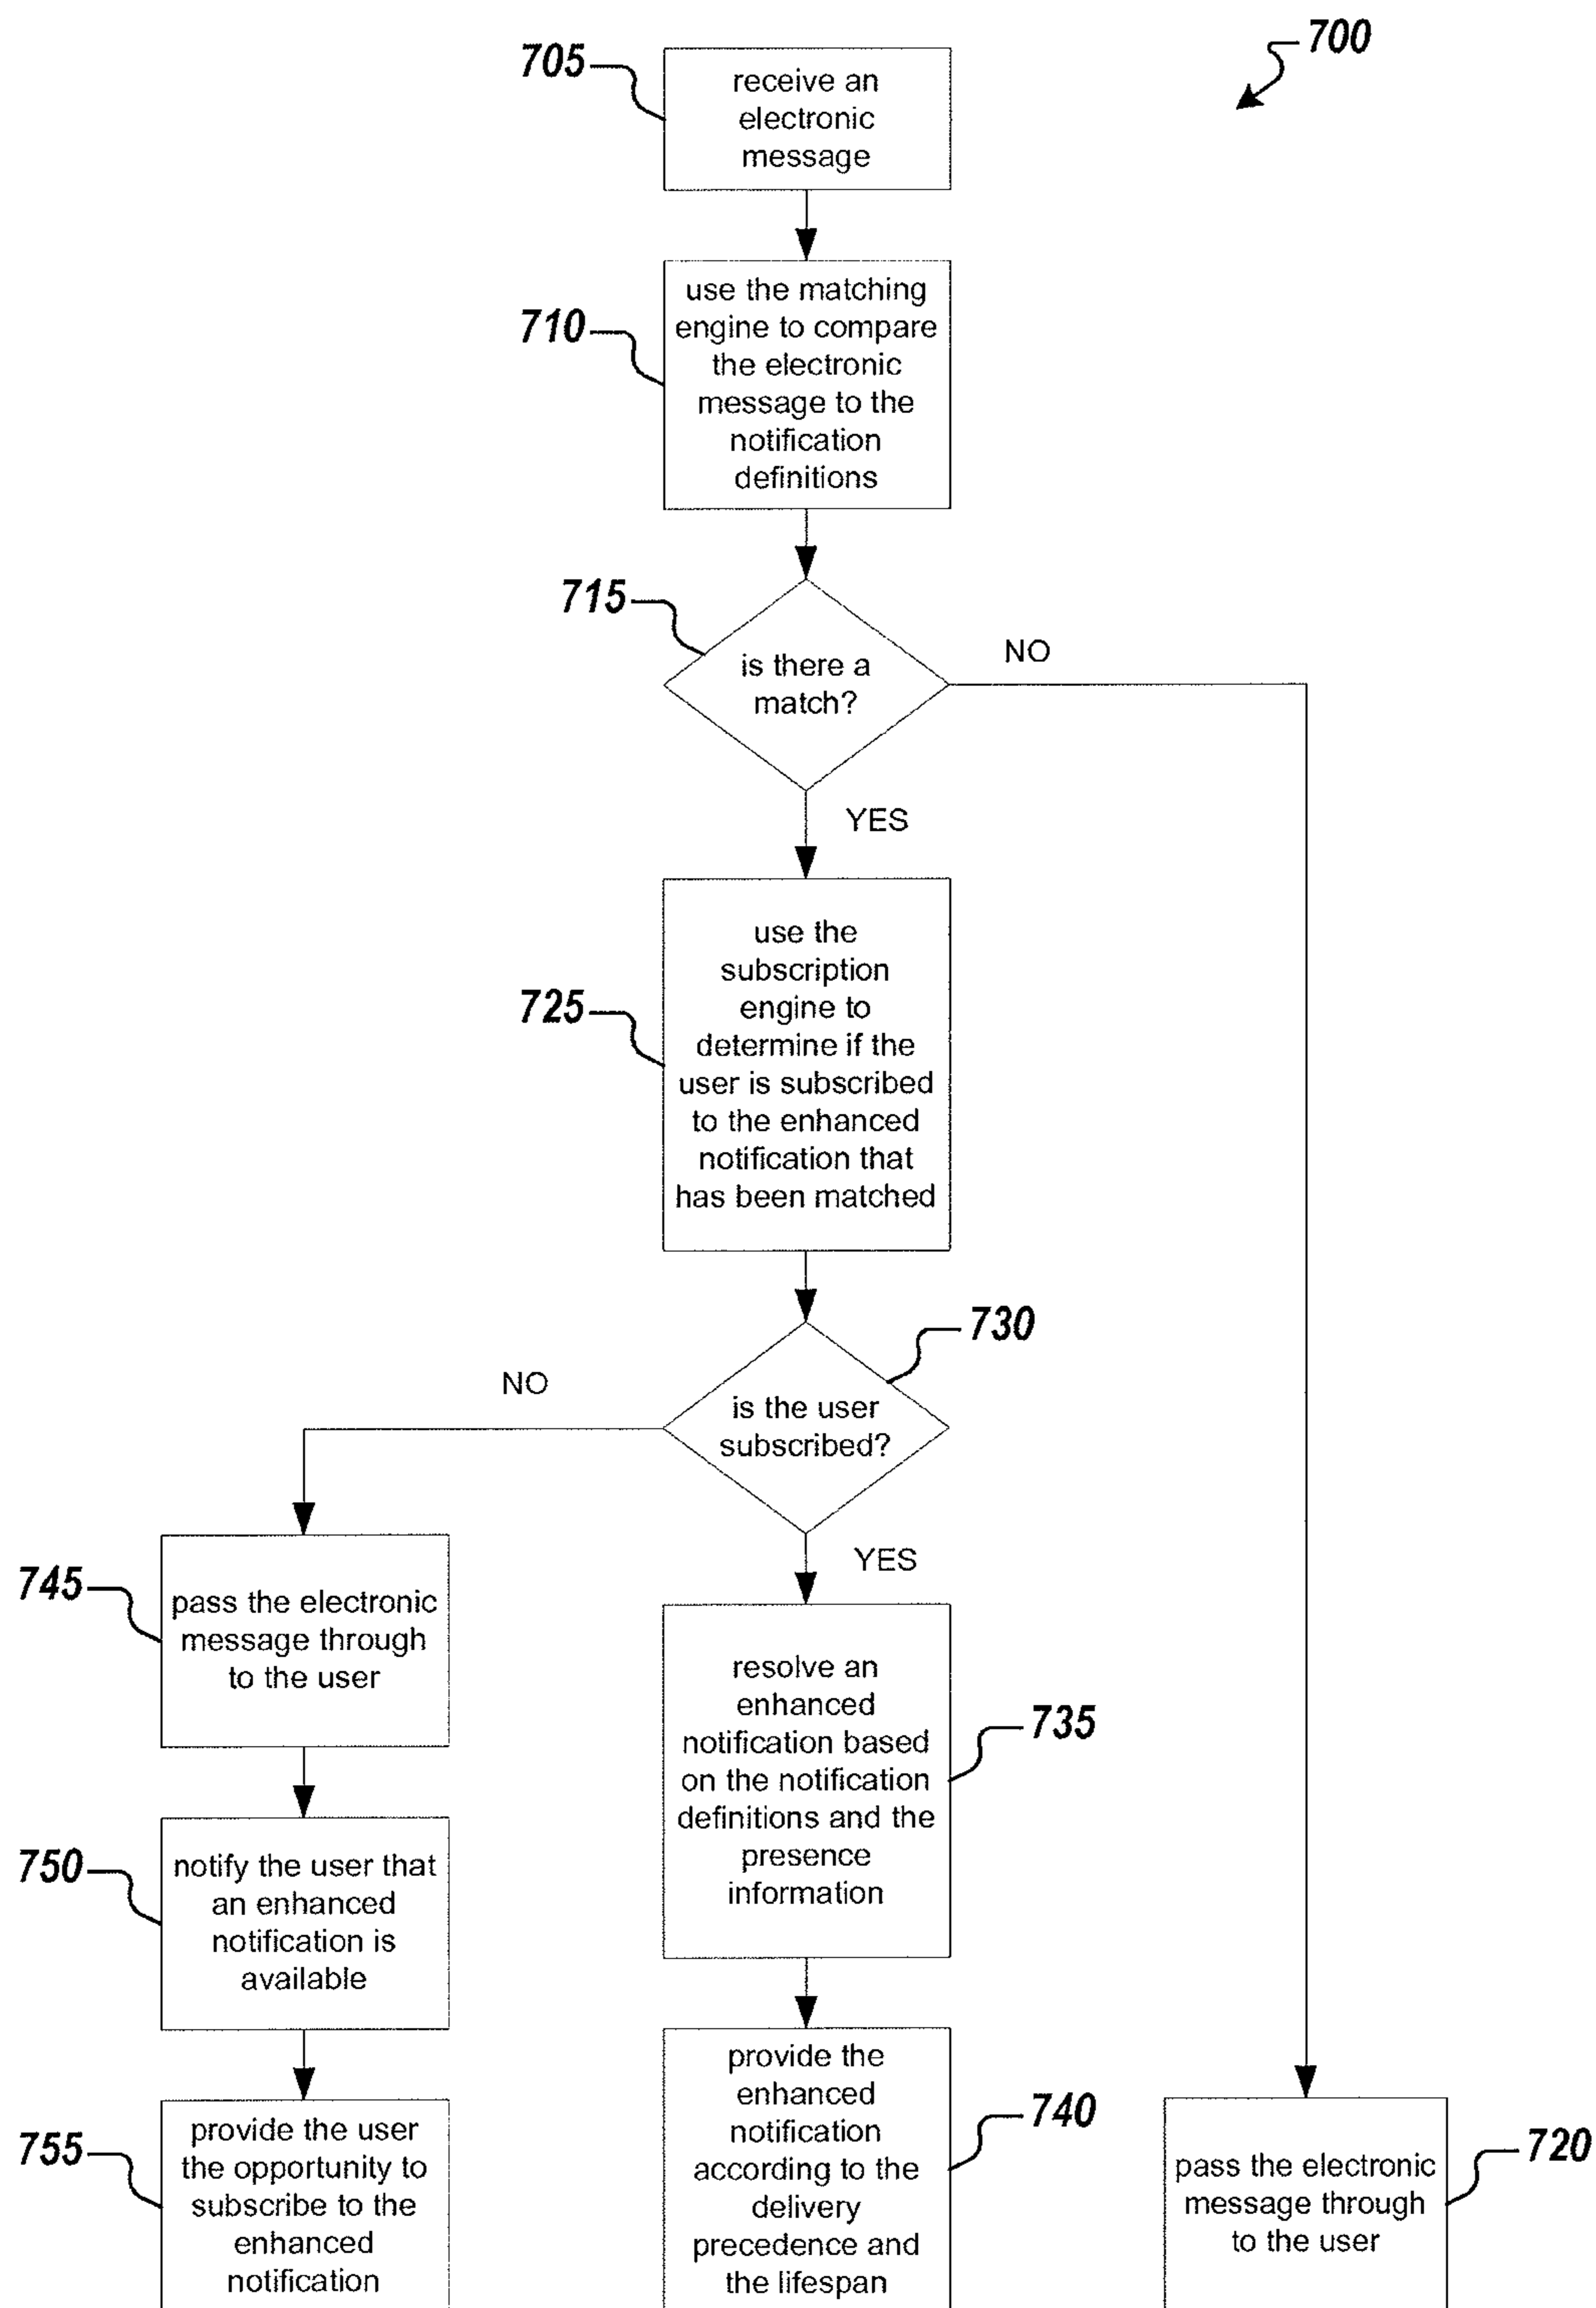 700
705
receive an
electronic
message
710
use the matching
engine to compare
the electronic
message to the
notification
definitions
715
is there a
match?
NO
YES
725
use the
subscription
engine to
determine if the
user is subscribed
to the enhanced
notification that
has been matched
730
is the user
subscribed?
NO
YES
745
pass the electronic
message through
to the user
735
resolve an
enhanced
notification based
on the notification
definitions and the
presence
information
750
notify the user that
an enhanced
notification is
available
755
provide the user
the opportunity to
subscribe to the
enhanced
notification
740
provide the
enhanced
notification
according to the
delivery
precedence and
the lifespan
720
pass the electronic
message through
to the user